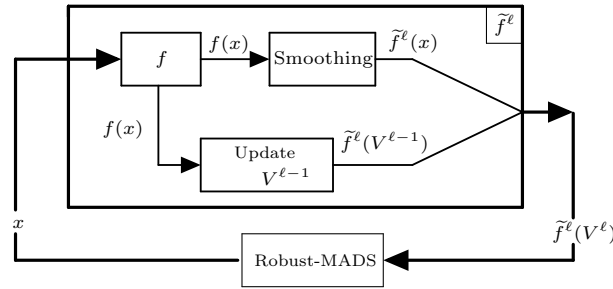 f̃^ℓ
f
f(x)
Smoothing
f̃^ℓ(x)
f(x)
Update
V^{ℓ−1}
f̃^ℓ(V^{ℓ−1})
x
f̃^ℓ(V^ℓ)
Robust-MADS